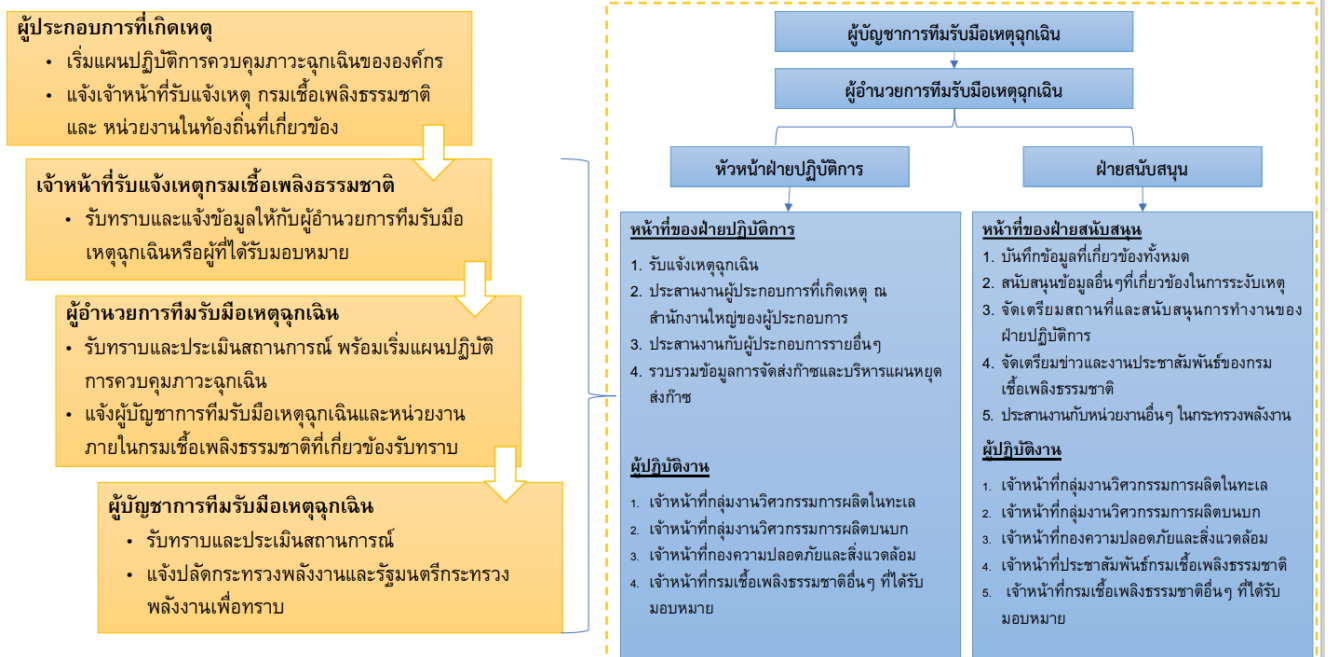 ผู้ประกอบการที่เกิดเหตุ
• เริ่มแผนปฏิบัติการควบคุมภาวะฉุกเฉินขององค์กร
• แจ้งเจ้าหน้าที่รับแจ้งเหตุ กรมเชื้อเพลิงธรรมชาติ
และ หน่วยงานในท้องถิ่นที่เกี่ยวข้อง
เจ้าหน้าที่รับแจ้งเหตุกรมเชื้อเพลิงธรรมชาติ
• รับทราบและแจ้งข้อมูลให้กับผู้อำนวยการทีมรับมือ
เหตุฉุกเฉินหรือผู้ที่ได้รับมอบหมาย
ผู้อำนวยการทีมรับมือเหตุฉุกเฉิน
• รับทราบและประเมินสถานการณ์ พร้อมเริ่มแผนปฏิบัติ
การควบคุมภาวะฉุกเฉิน
• แจ้งผู้บัญชาการทีมรับมือเหตุฉุกเฉินและหน่วยงาน
ภายในกรมเชื้อเพลิงธรรมชาติที่เกี่ยวข้องรับทราบ
ผู้บัญชาการทีมรับมือเหตุฉุกเฉิน
• รับทราบและประเมินสถานการณ์
• แจ้งปลัดกระทรวงพลังงานและรัฐมนตรีกระทรวง
พลังงานเพื่อทราบ
ผู้บัญชาการทีมรับมือเหตุฉุกเฉิน
ผู้อำนวยการทีมรับมือเหตุฉุกเฉิน
หัวหน้าฝ่ายปฏิบัติการ
ฝ่ายสนับสนุน
หน้าที่ของฝ่ายปฏิบัติการ
1. รับแจ้งเหตุฉุกเฉิน
2. ประสานงานผู้ประกอบการที่เกิดเหตุ ณ
สำนักงานใหญ่ของผู้ประกอบการ
3. ประสานงานกับผู้ประกอบการรายอื่นๆ
4. รวบรวมข้อมูลการจัดส่งก๊าซและบริหารแผนหยุด
ส่งก๊าซ
ผู้ปฏิบัติงาน
1. เจ้าหน้าที่กลุ่มงานวิศวกรรมการผลิตในทะเล
2. เจ้าหน้าที่กลุ่มงานวิศวกรรมการผลิตบนบก
3. เจ้าหน้าที่กองความปลอดภัยและสิ่งแวดล้อม
4. เจ้าหน้าที่กรมเชื้อเพลิงธรรมชาติอื่นๆ ที่ได้รับ
มอบหมาย
หน้าที่ของฝ่ายสนับสนุน
1. บันทึกข้อมูลที่เกี่ยวข้องทั้งหมด
2. สนับสนุนข้อมูลอื่นๆที่เกี่ยวข้องในการระงับเหตุ
3. จัดเตรียมสถานที่และสนับสนุนการทำงานของ
ฝ่ายปฏิบัติการ
4. จัดเตรียมข่าวและงานประชาสัมพันธ์ของกรม
เชื้อเพลิงธรรมชาติ
5. ประสานงานกับหน่วยงานอื่นๆ ในกระทรวงพลังงาน
ผู้ปฏิบัติงาน
1. เจ้าหน้าที่กลุ่มงานวิศวกรรมการผลิตในทะเล
2. เจ้าหน้าที่กลุ่มงานวิศวกรรมการผลิตบนบก
3. เจ้าหน้าที่กองความปลอดภัยและสิ่งแวดล้อม
4. เจ้าหน้าที่ประชาสัมพันธ์กรมเชื้อเพลิงธรรมชาติ
5. เจ้าหน้าที่กรมเชื้อเพลิงธรรมชาติอื่นๆ ที่ได้รับ
มอบหมาย